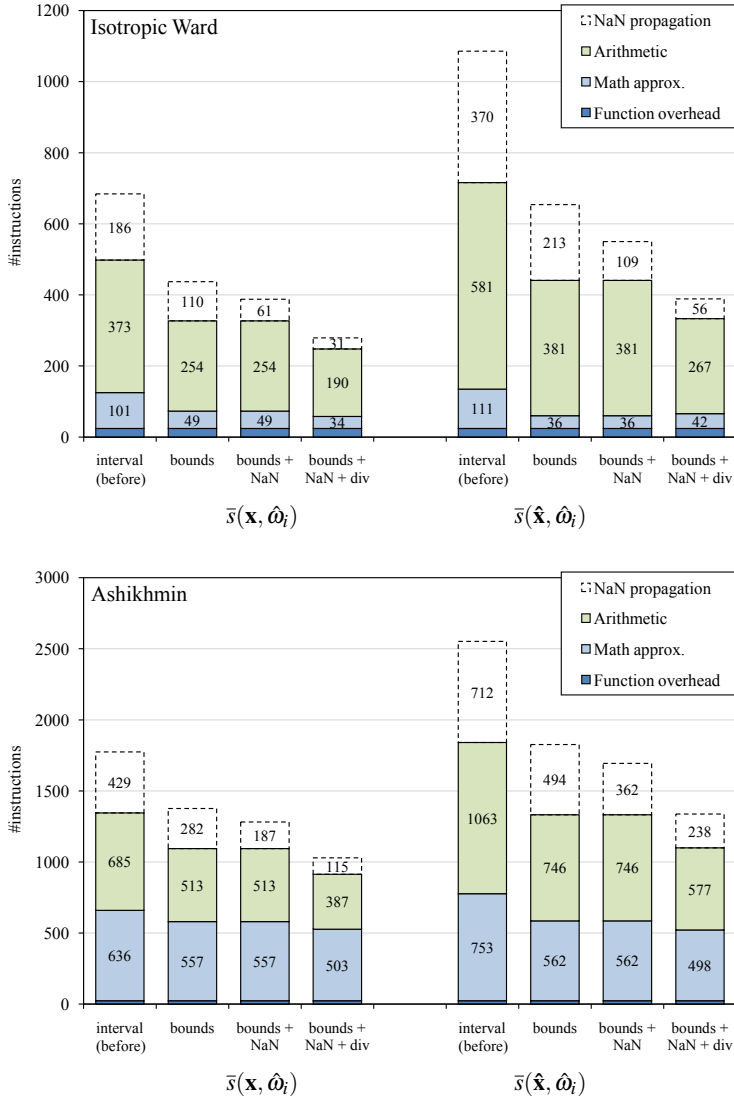 1200
Isotropic Ward
NaN propagation
Arithmetic
Math approx.
Function overhead
1000
800
600
400
200
0
#instructions
186
373
101
110
254
49
61
254
49
31
190
34
370
581
111
213
381
36
109
381
36
56
267
42
interval (before)
bounds
bounds + NaN
bounds + NaN + div
interval (before)
bounds
bounds + NaN
bounds + NaN + div
s̅(𝐱, ω̂ᵢ)
s̅(𝐱̂, ω̂ᵢ)
3000
Ashikhmin
NaN propagation
Arithmetic
Math approx.
Function overhead
2500
2000
1500
1000
500
0
#instructions
429
685
636
282
513
557
187
513
557
115
387
503
712
1063
753
494
746
562
362
746
562
238
577
498
interval (before)
bounds
bounds + NaN
bounds + NaN + div
interval (before)
bounds
bounds + NaN
bounds + NaN + div
s̅(𝐱, ω̂ᵢ)
s̅(𝐱̂, ω̂ᵢ)